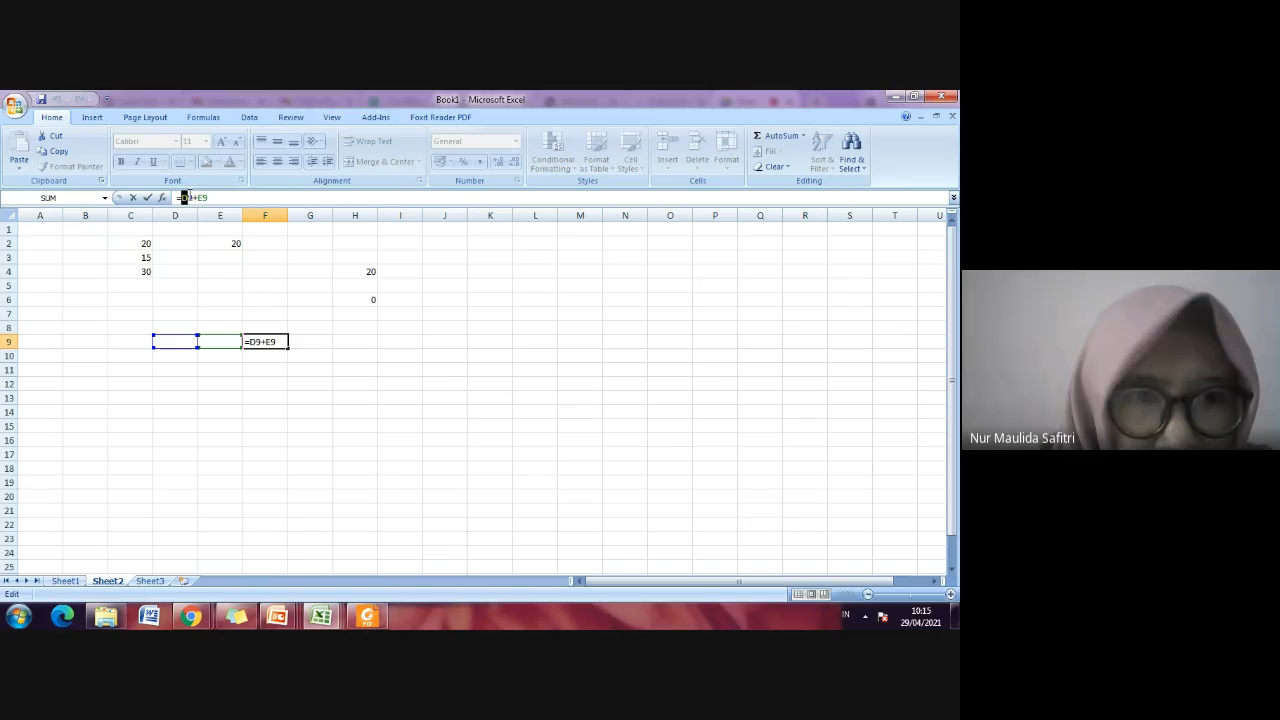 Book1 - Microsoft Excel
Home Insert Page Layout Formulas Data Review View Add-Ins Foxit Reader PDF
Paste
Cut
Copy
Format Painter
Clipboard
Calibri 11
B I U
Font
Wrap Text
Merge & Center
Alignment
General
Number
Conditional Formatting
Format as Table
Cell Styles
Styles
Insert Delete Format
Cells
AutoSum
Fill
Clear
Sort & Filter
Find & Select
Editing
SUM =D9+E9
A B C D E F G H I J K L M N O P Q R S T U
1
2 20 20
3 15
4 30 20
5
6 0
7
8
9 =D9+E9
10
11
12
13
14
15
16
17
18
19
20
21
22
23
24
25
Sheet1 Sheet2 Sheet3
Edit
IN
10:15
29/04/2021
Nur Maulida Safitri